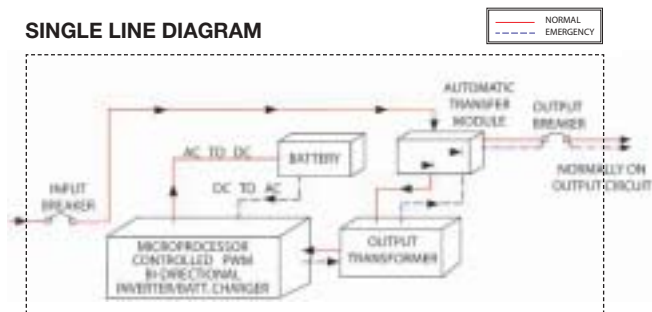 SINGLE LINE DIAGRAM
NORMAL
EMERGENCY
AUTOMATIC
TRANSFER
MODULE
OUTPUT
BREAKER
AC TO DC
BATTERY
NORMALLY ON
OUTPUT CIRCUIT
DC TO AC
INPUT
BREAKER
MICROPROCESSOR
CONTROLLED PWM
BI-DIRECTIONAL
INVERTER/BATT. CHARGER
OUTPUT
TRANSFORMER